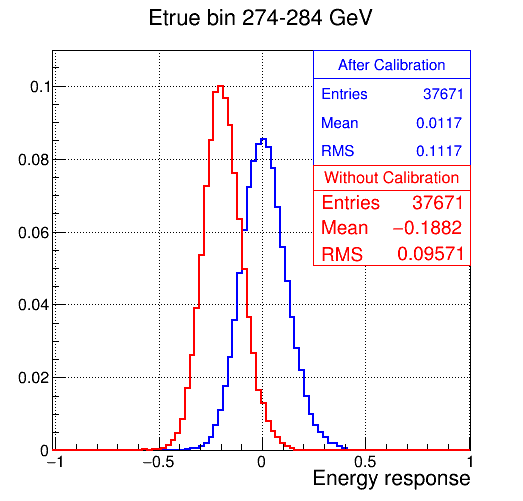 Etrue bin 274-284 GeV
After Calibration
Entries 37671
Mean 0.0117
RMS 0.1117
Without Calibration
Entries 37671
Mean −0.1882
RMS 0.09571
0.1
0.08
0.06
0.04
0.02
0
−1 −0.5 0 0.5 1
Energy response